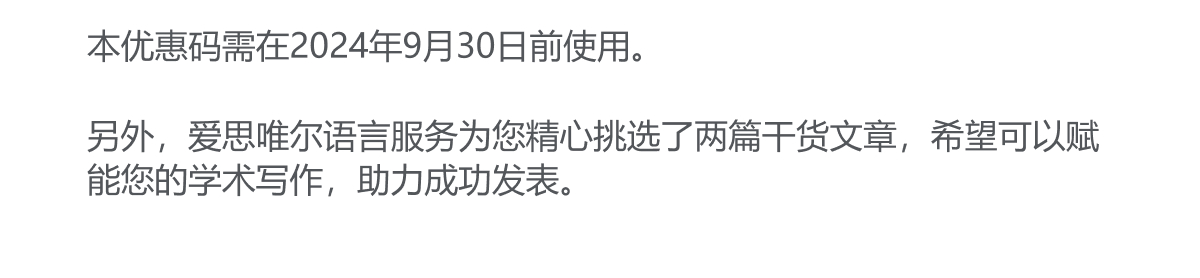 本优惠码需在2024年9月30日前使用。
另外，爱思唯尔语言服务为您精心挑选了两篇干货文章，希望可以赋
能您的学术写作，助力成功发表。